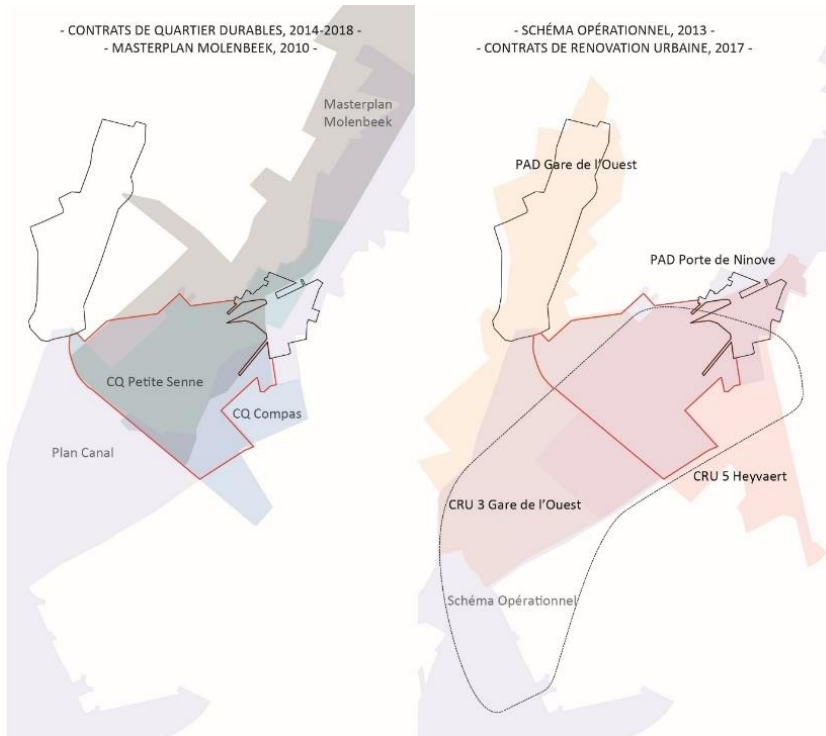 - CONTRATS DE QUARTIER DURABLES, 2014-2018 -
- MASTERPLAN MOLENBEEK, 2010 -
Masterplan
Molenbeek
CQ Petite Senne
CQ Compas
Plan Canal
- SCHÉMA OPÉRATIONNEL, 2013 -
- CONTRATS DE RENOVATION URBAINE, 2017 -
PAD Gare de l'Ouest
PAD Porte de Ninove
CRU 5 Heyvaert
CRU 3 Gare de l'Ouest
Schéma Opérationnel